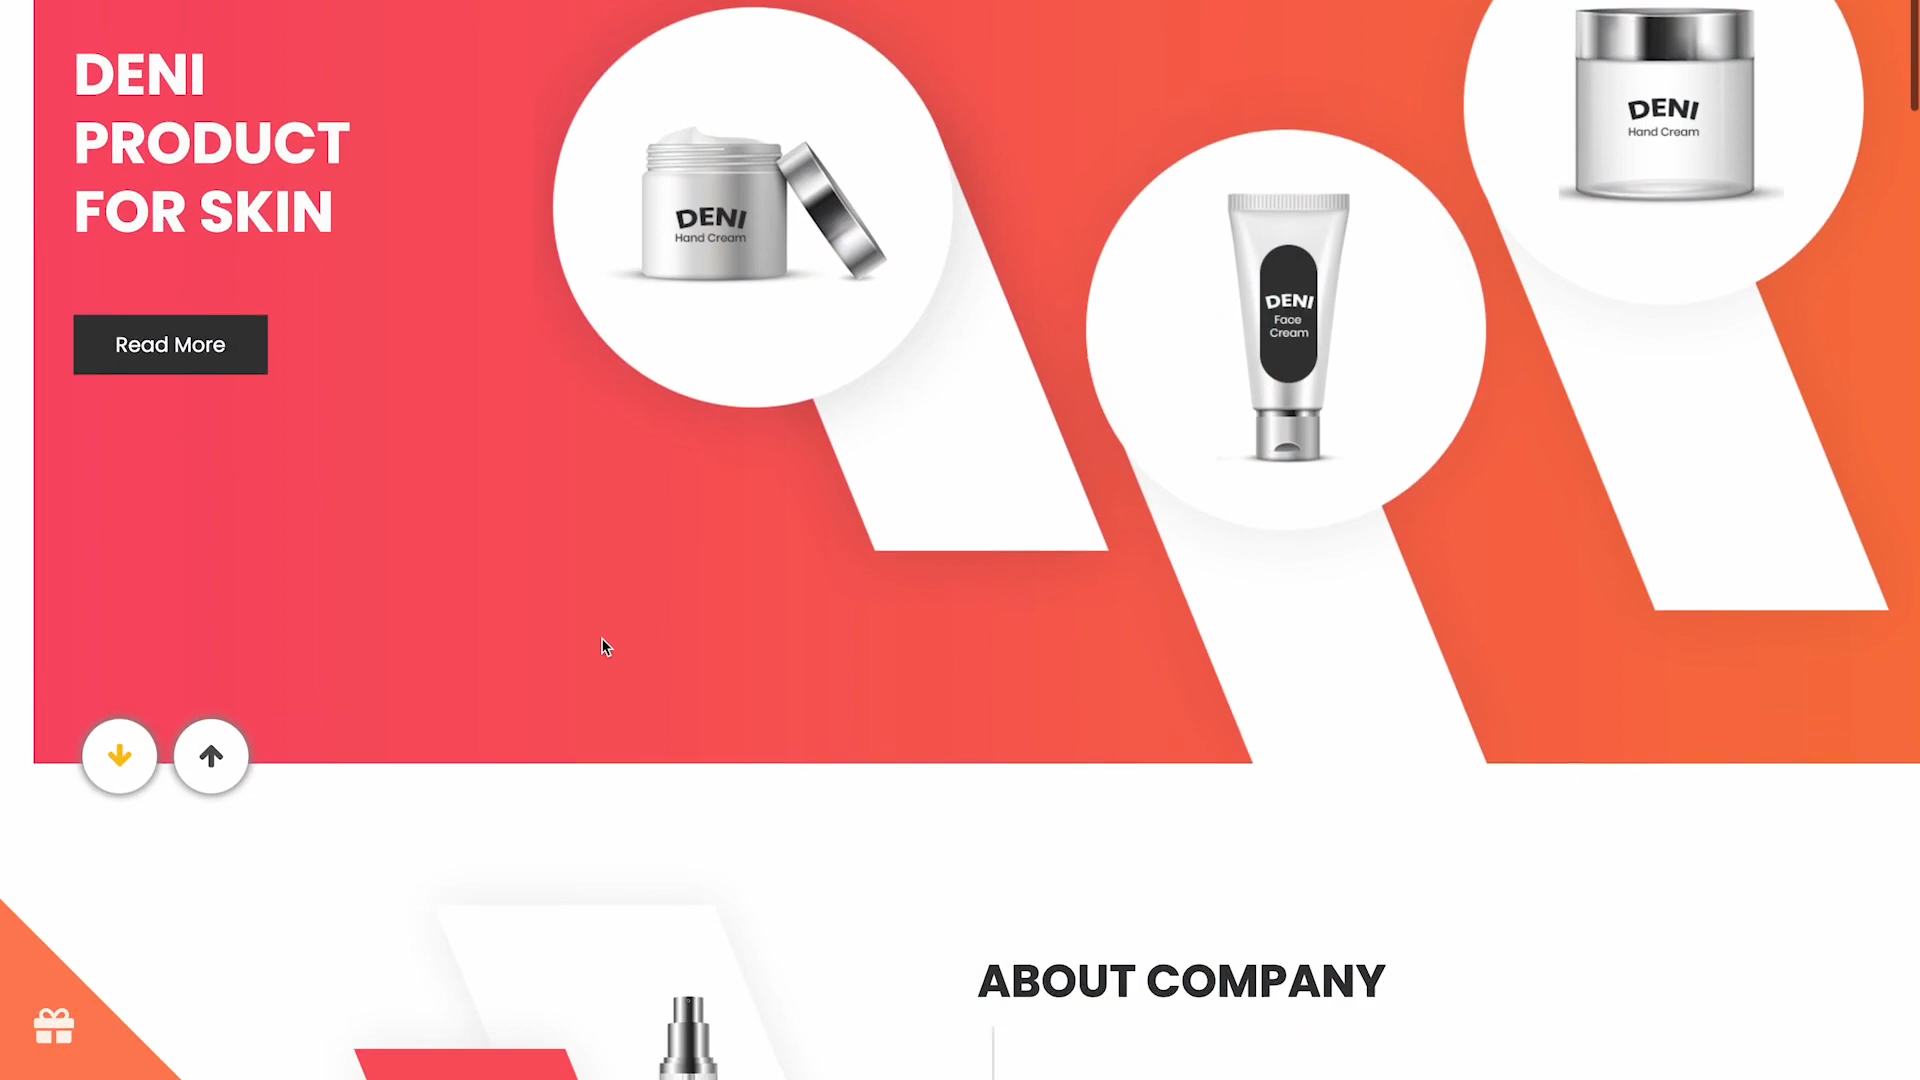 DENI
PRODUCT
FOR SKIN
Read More
DENI
Hand Cream
DENI
Face
Cream
DENI
Hand Cream
ABOUT COMPANY